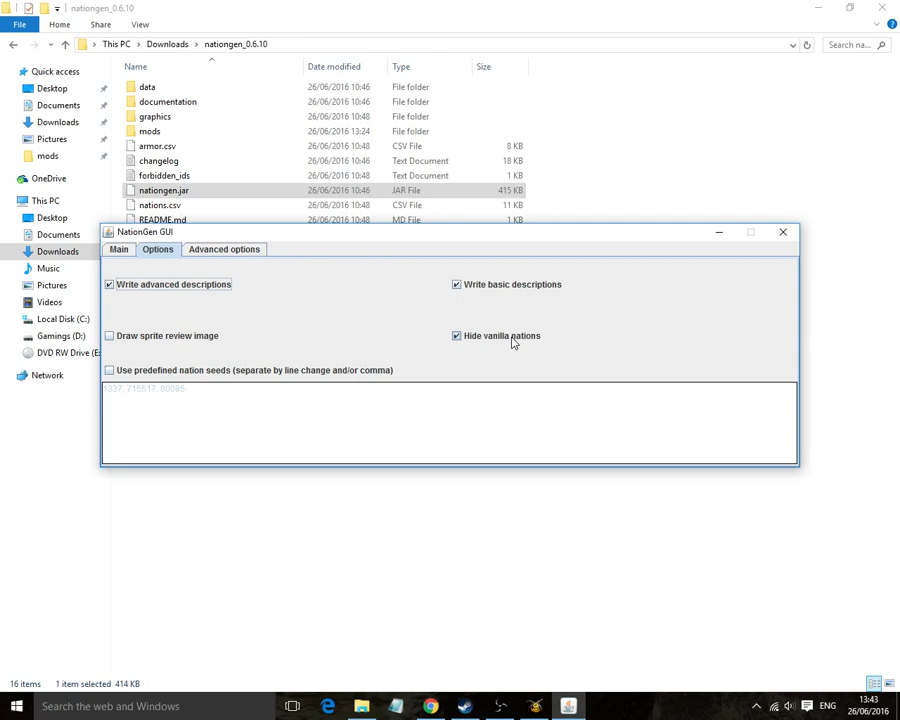 nationgen_0.6.10
File Home Share View
This PC Downloads nationgen_0.6.10 Search na...
Name Date modified Type Size
Quick access
Desktop
Documents
Downloads
Pictures
mods
OneDrive
This PC
Desktop
Documents
Downloads
Music
Pictures
Videos
Local Disk (C:)
Gamings (D:)
DVD RW Drive (E
Network
data 26/06/2016 10:46 File folder
documentation 26/06/2016 10:46 File folder
graphics 26/06/2016 10:48 File folder
mods 26/06/2016 13:24 File folder
armor.csv 26/06/2016 10:48 CSV File 8 KB
changelog 26/06/2016 10:46 Text Document 18 KB
forbidden_ids 26/06/2016 10:48 Text Document 1 KB
nationgen.jar 26/06/2016 10:46 JAR File 415 KB
nations.csv 26/06/2016 10:48 CSV File 11 KB
README.md 26/06/2016 10:48 MD File 1 KB
NationGen GUI
Main Options Advanced options
Write advanced descriptions Write basic descriptions
Draw sprite review image Hide vanilla nations
Use predefined nation seeds (separate by line change and/or comma)
1337, 715517, 80085
16 items 1 item selected 414 KB
Search the web and Windows
ENG
13:43
26/06/2016